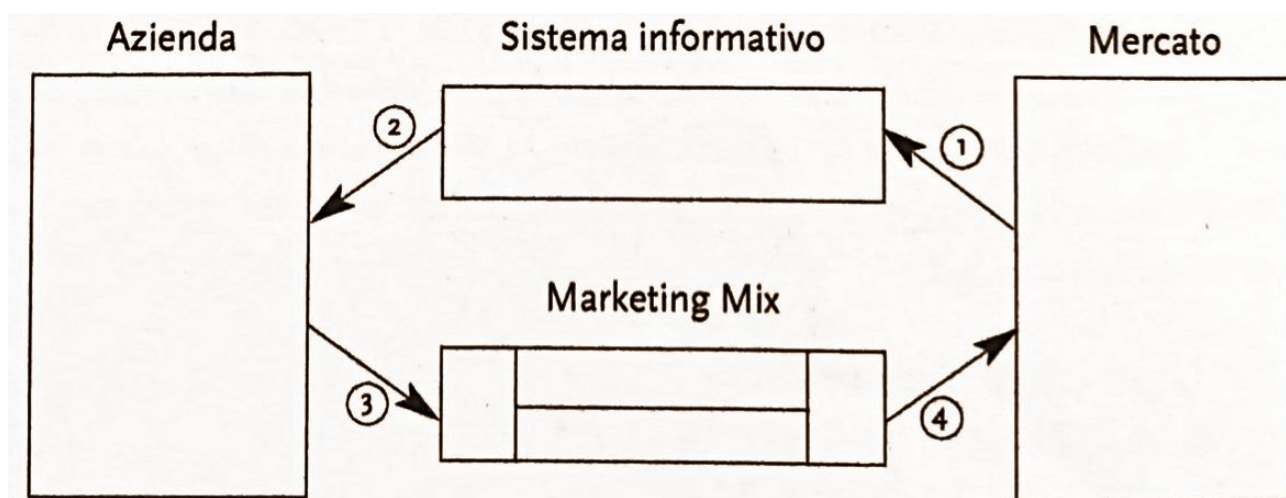 Azienda
Sistema informativo
Mercato
2
1
Marketing Mix
3
4